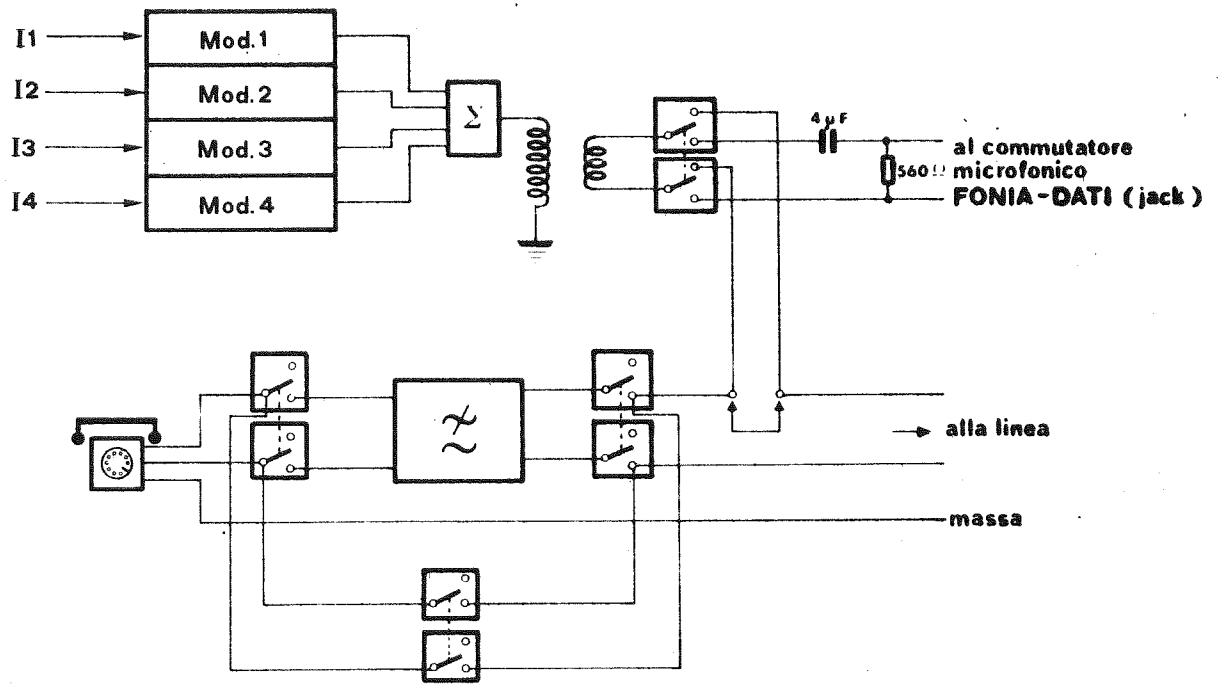 I1
Mod.1
I2
Mod.2
I3
Mod.3
I4
Mod.4
Σ
4 μF
560 Ω
al commutatore
microfonico
FONIA-DATI (jack)
alla linea
massa